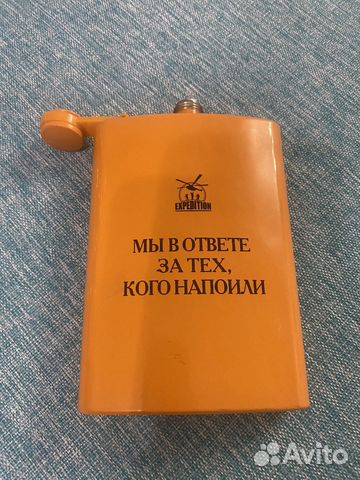 EXPEDITION
МЫ В ОТВЕТЕ
ЗА ТЕХ,
КОГО НАПОИЛИ
Avito